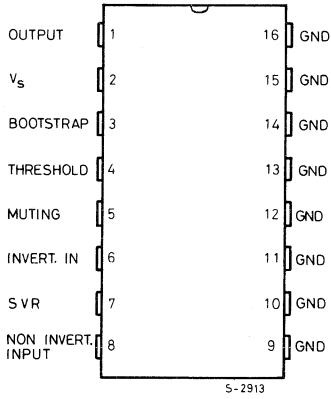 OUTPUT 1 16 GND
Vs 2 15 GND
BOOTSTRAP 3 14 GND
THRESHOLD 4 13 GND
MUTING 5 12 GND
INVERT. IN 6 11 GND
SVR 7 10 GND
NON INVERT.
INPUT 8 9 GND
S-2913